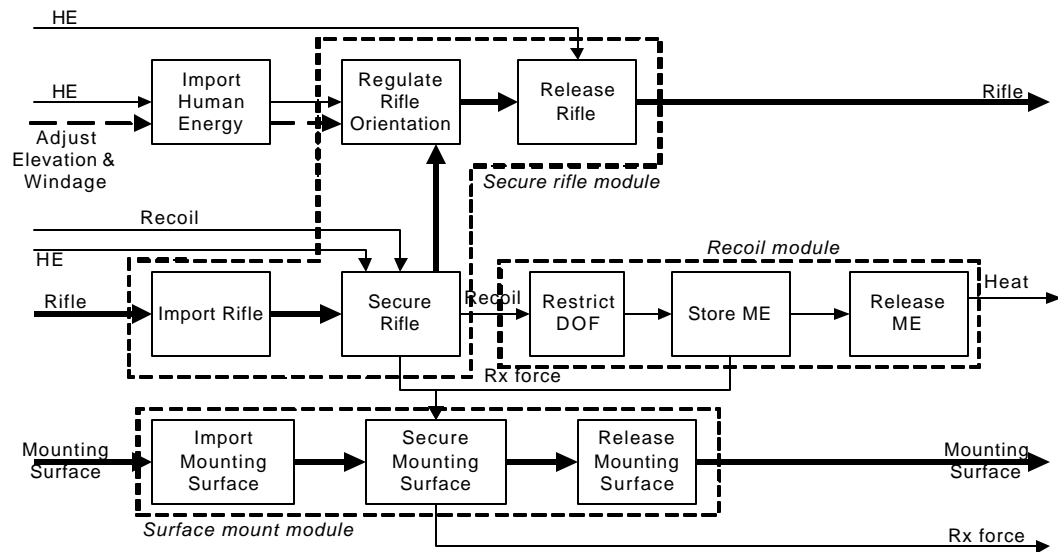 HE
HE
Import
Human
Energy
Regulate
Rifle
Orientation
Release
Rifle
Rifle
Adjust
Elevation &
Windage
Secure rifle module
Recoil
HE
Recoil module
Rifle
Import Rifle
Secure
Rifle
Recoil
Restrict
DOF
Store ME
Release
ME
Heat
Rx force
Mounting
Surface
Import
Mounting
Surface
Secure
Mounting
Surface
Release
Mounting
Surface
Mounting
Surface
Surface mount module
Rx force